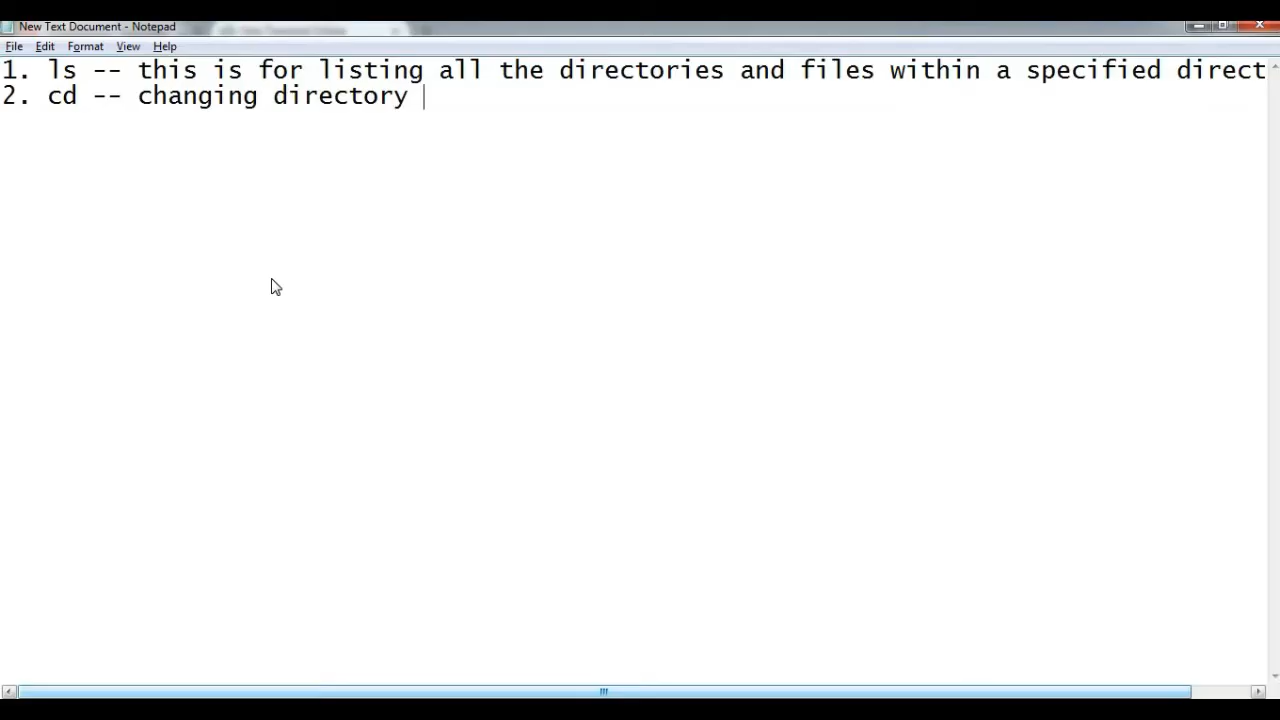 New Text Document - Notepad
File Edit Format View Help
1. ls -- this is for listing all the directories and files within a specified direct
2. cd -- changing directory